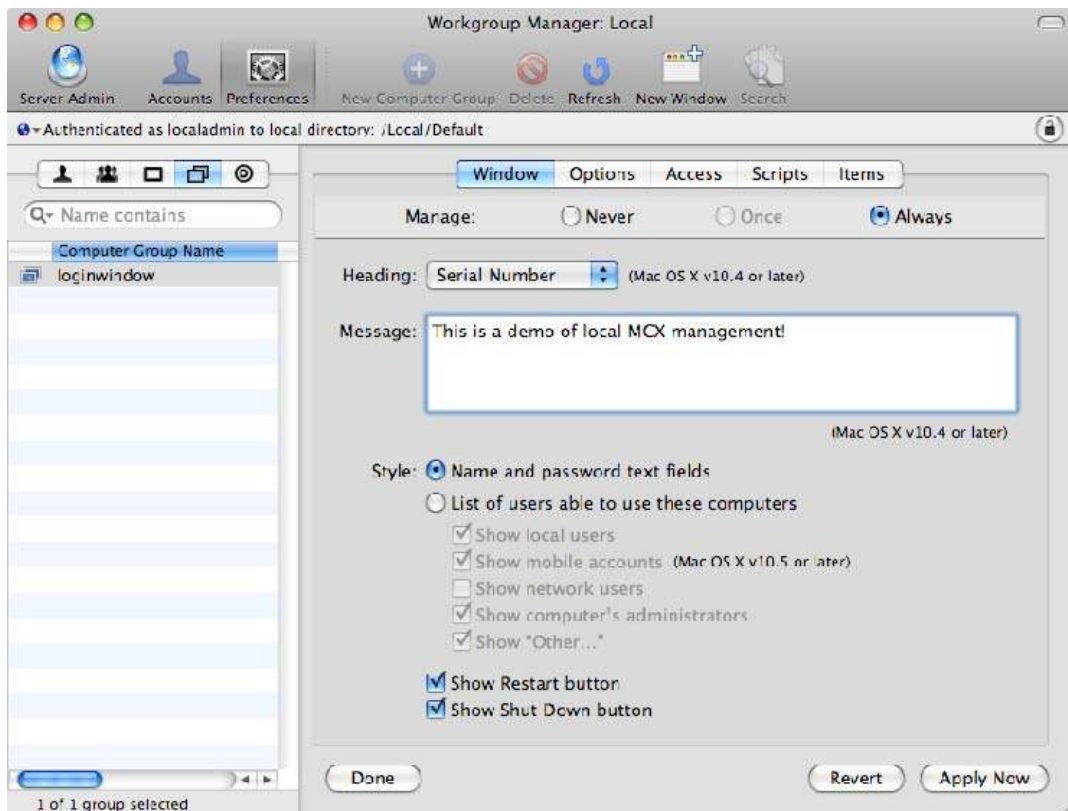 Workgroup Manager: Local
Server Admin Accounts Preferences New Computer Group Delete Refresh New Window Search
Authenticated as localadmin to local directory: /Local/Default
Window Options Access Scripts Items
Name contains
Manage: Never Once Always
Computer Group Name
loginwindow
Heading: Serial Number (Mac OS X v10.4 or later)
Message: This is a demo of local MCX management!
(Mac OS X v10.4 or later)
Style: Name and password text fields
List of users able to use these computers
Show local users
Show mobile accounts (Mac OS X v10.5 or later)
Show network users
Show computer's administrators
Show "Other..."
Show Restart button
Show Shut Down button
Done Revert Apply Now
1 of 1 group selected